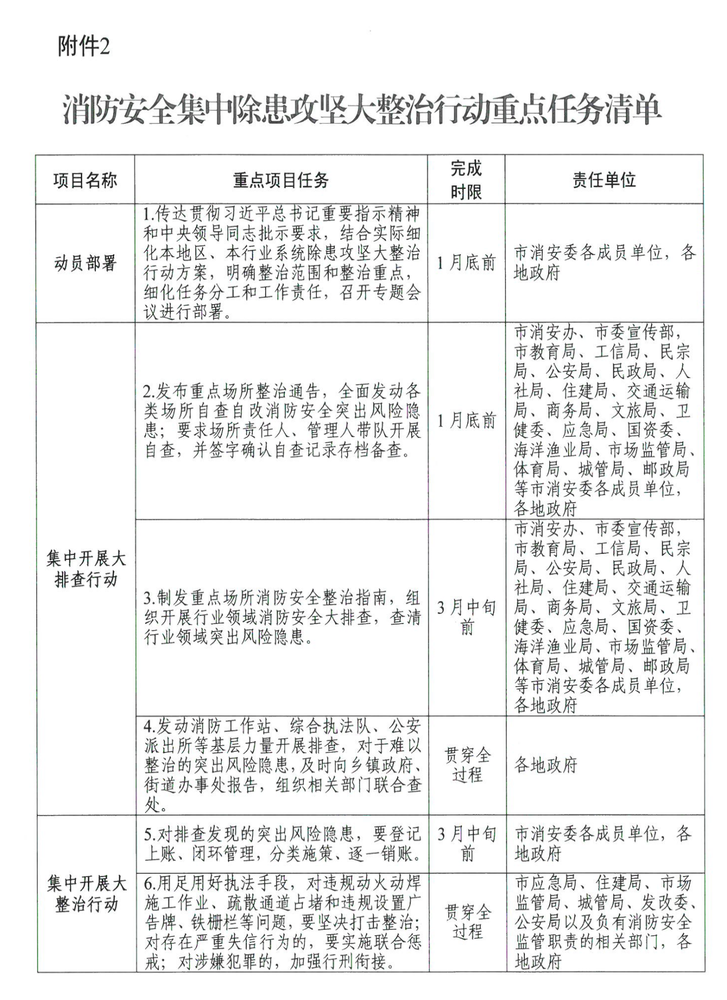 附件2
消防安全集中除患攻坚大整治行动重点任务清单
项目名称
重点项目任务
完成
时限
责任单位
动员部署
1.传达贯彻习近平总书记重要指示精神
和中央领导同志批示要求，结合实际细
化本地区、本行业系统除患攻坚大整治
行动方案，明确整治范围和整治重点，
细化任务分工和工作责任，召开专题会
议进行部署。
1月底前
市消安委各成员单位，各
地政府
集中开展大
排查行动
2.发布重点场所整治通告，全面发动各
类场所自查自改消防安全突出风险隐
患；要求场所责任人、管理人带队开展
自查，并签字确认自查记录存档备查。
1月底前
市消安办、市委宣传部，
市教育局、工信局、民宗
局、公安局、民政局、人
社局、住建局、交通运输
局、商务局、文旅局、卫
健委、应急局、国资委、
海洋渔业局、市场监管局、
体育局、城管局、邮政局
等市消安委各成员单位，
各地政府
3.制发重点场所消防安全整治指南，组
织开展行业领域消防安全大排查，查清
行业领域突出风险隐患。
3月中旬
前
市消安办、市委宣传部，
市教育局、工信局、民宗
局、公安局、民政局、人
社局、住建局、交通运输
局、商务局、文旅局、卫
健委、应急局、国资委、
海洋渔业局、市场监管局、
体育局、城管局、邮政局
等市消安委各成员单位，
各地政府
4.发动消防工作站、综合执法队、公安
派出所等基层力量开展排查，对于难以
整治的突出风险隐患，及时向乡镇政府、
街道办事处报告，组织相关部门联合查
处。
贯穿全
过程
各地政府
集中开展大
整治行动
5.对排查发现的突出风险隐患，要登记
上账、闭环管理，分类施策、逐一销账。
3月中旬
前
市消安委各成员单位，各
地政府
6.用足用好执法手段，对违规动火动焊
施工作业、疏散通道占堵和违规设置广
告牌、铁栅栏等问题，要坚决打击整治；
对存在严重失信行为的，要实施联合惩
戒；对涉嫌犯罪的，加强行刑衔接。
贯穿全
过程
市应急局、住建局、市场
监管局、城管局、发改委、
公安局以及负有消防安全
监管职责的相关部门，各
地政府